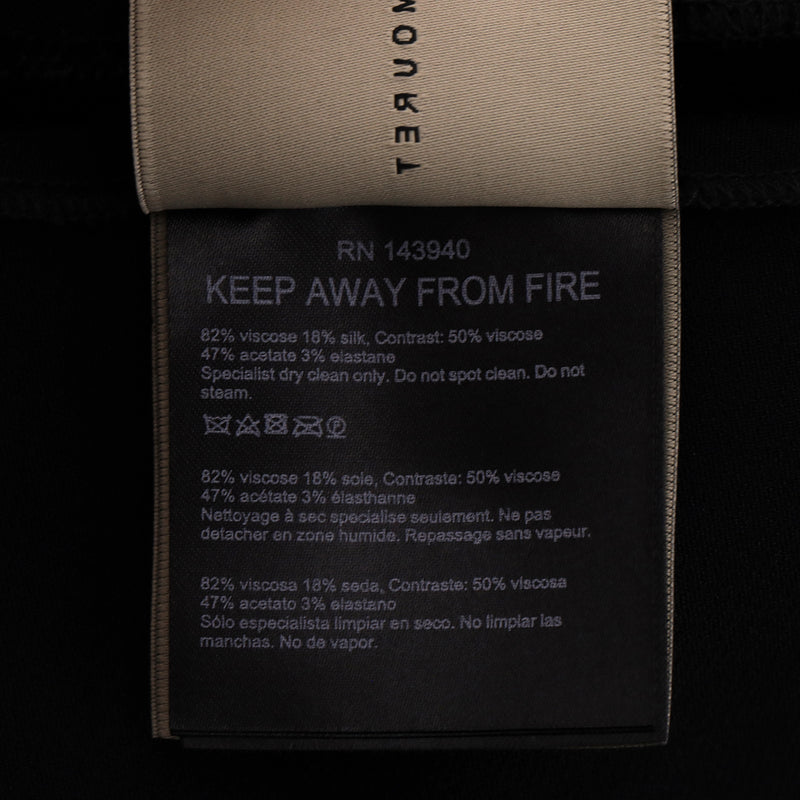 MOURET
RN 143940
KEEP AWAY FROM FIRE
82% viscose 18% silk, Contrast: 50% viscose
47% acetate 3% elastane
Specialist dry clean only. Do not spot clean. Do not
steam.
82% viscose 18% soie, Contraste: 50% viscose
47% acétate 3% élasthanne
Nettoyage à sec specialise seulement. Ne pas
detacher en zone humide. Repassage sans vapeur.
82% viscosa 18% seda, Contraste: 50% viscosa
47% acetato 3% elastano
Sólo especialista limpiar en seco. No limpiar las
manchas. No de vapor.